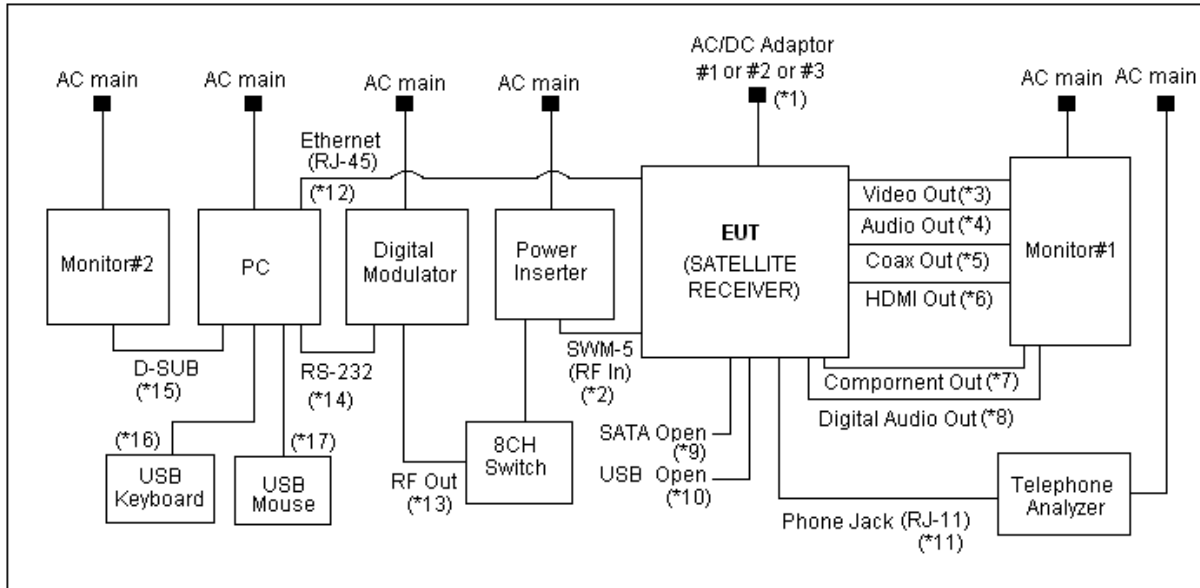 AC/DC Adaptor
#1 or #2 or #3
(*1)
AC main
AC main
AC main
AC main
AC main
AC main
Ethernet
(RJ-45)
(*12)
Monitor#2
PC
Digital
Modulator
Power
Inserter
EUT
(SATELLITE
RECEIVER)
Video Out (*3)
Audio Out (*4)
Coax Out (*5)
HDMI Out (*6)
Monitor#1
D-SUB
(*15)
RS-232
(*14)
SWM-5
(RF In)
(*2)
Compornent Out (*7)
Digital Audio Out (*8)
(*16)
(*17)
USB
Keyboard
USB
Mouse
RF Out
(*13)
8CH
Switch
SATA Open
(*9)
USB Open
(*10)
Phone Jack (RJ-11)
(*11)
Telephone
Analyzer